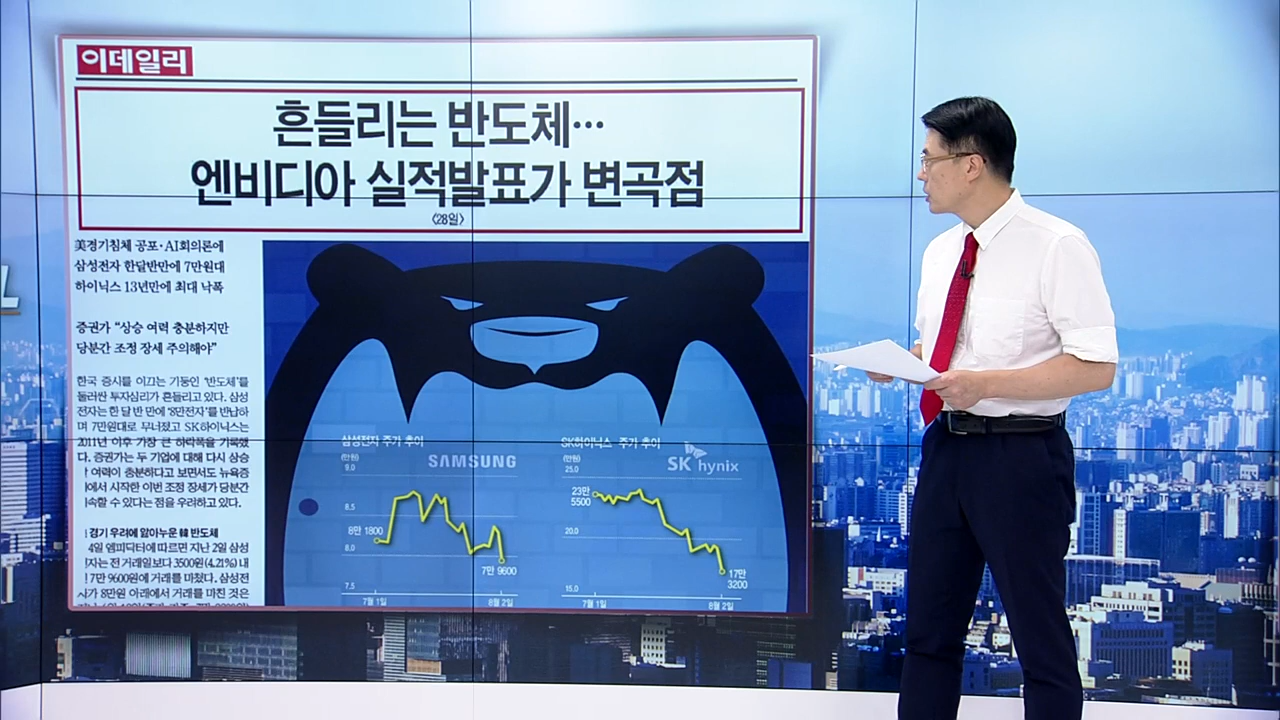 이데일리
흔들리는 반도체…
엔비디아 실적발표가 변곡점
〈28일〉
美경기침체 공포·AI회의론에
삼성전자 한달반만에 7만원대
하이닉스 13년만에 최대 낙폭
증권가 “상승 여력 충분하지만
당분간 조정 장세 주의해야”
한국 증시를 이끄는 기둥인 ‘반도체’를
둘러싼 투자심리가 흔들리고 있다. 삼성
전자는 한 달 반 만에 ‘8만전자’를 반납하
며 7만원대로 무너졌고 SK하이닉스는
2011년 이후 가장 큰 하락폭을 기록했
다. 증권가는 두 기업에 대해 다시 상승
여력이 충분하다고 보면서도 뉴욕증
에서 시작한 이번 조정 장세가 당분간
속할 수 있다는 점을 우려하고 있다.
경기 우려에 앓아누운 韓 반도체
4일 엠피닥터에 따르면 지난 2일 삼성
자는 전 거래일보다 3500원(4.21%) 내
7만 9600원에 거래를 마쳤다. 삼성전
가 8만원 아래에서 거래를 마친 것은
삼성전자 주가 추이
(만원)
SAMSUNG
9.0
8.5
8만 1800
8.0
7만 9600
7.5
7월 1일
8월 2일
SK하이닉스 주가 추이
(만원)
SK hynix
25.0
23만
5500
20.0
17만
3200
15.0
7월 1일
8월 2일